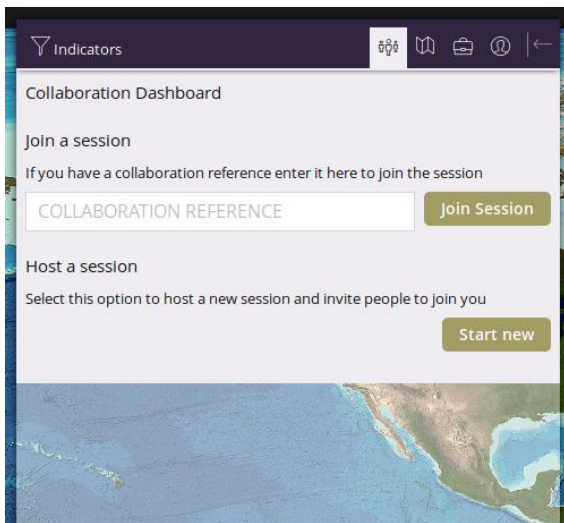 Indicators
Collaboration Dashboard
Join a session
If you have a collaboration reference enter it here to join the session
COLLABORATION REFERENCE
Join Session
Host a session
Select this option to host a new session and invite people to join you
Start new